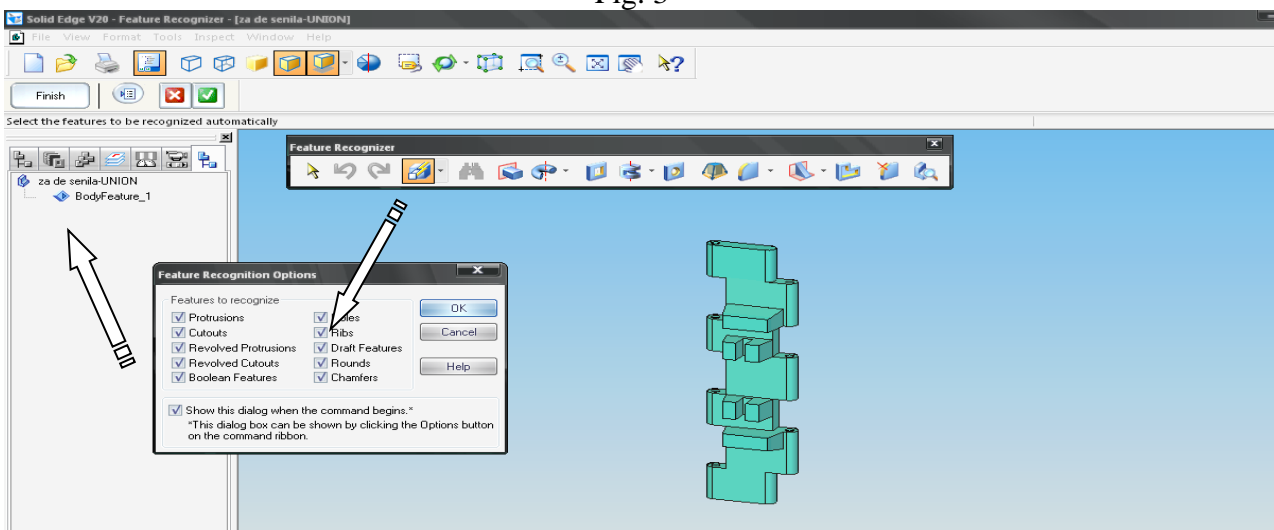 Solid Edge V20 - Feature Recognizer - [za de senila-UNION]
File View Format Tools Inspect Window Help
Finish
Select the features to be recognized automatically
Feature Recognizer
za de senila-UNION
BodyFeature_1
Feature Recognition Options
Features to recognize
Protrusions
Cutouts
Revolved Protrusions
Revolved Cutouts
Boolean Features
Ribs
Draft Features
Rounds
Chamfers
OK
Cancel
Help
Show this dialog when the command begins.*
*This dialog box can be shown by clicking the Options button
on the command ribbon.